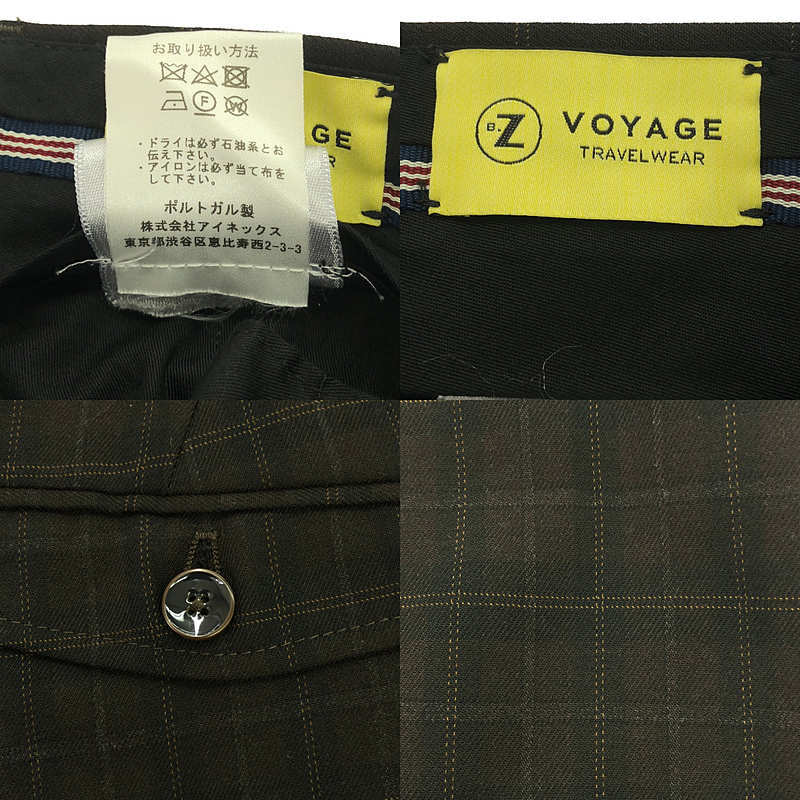 お取り扱い方法
F W
・ドライは必ず石油系とお
伝え下さい。
・アイロンは必ず当て布を
して下さい。
ポルトガル製
株式会社アイネックス
東京都渋谷区恵比寿西2-3-3
AGE
WEAR
B.Z
VOYAGE
TRAVELWEAR